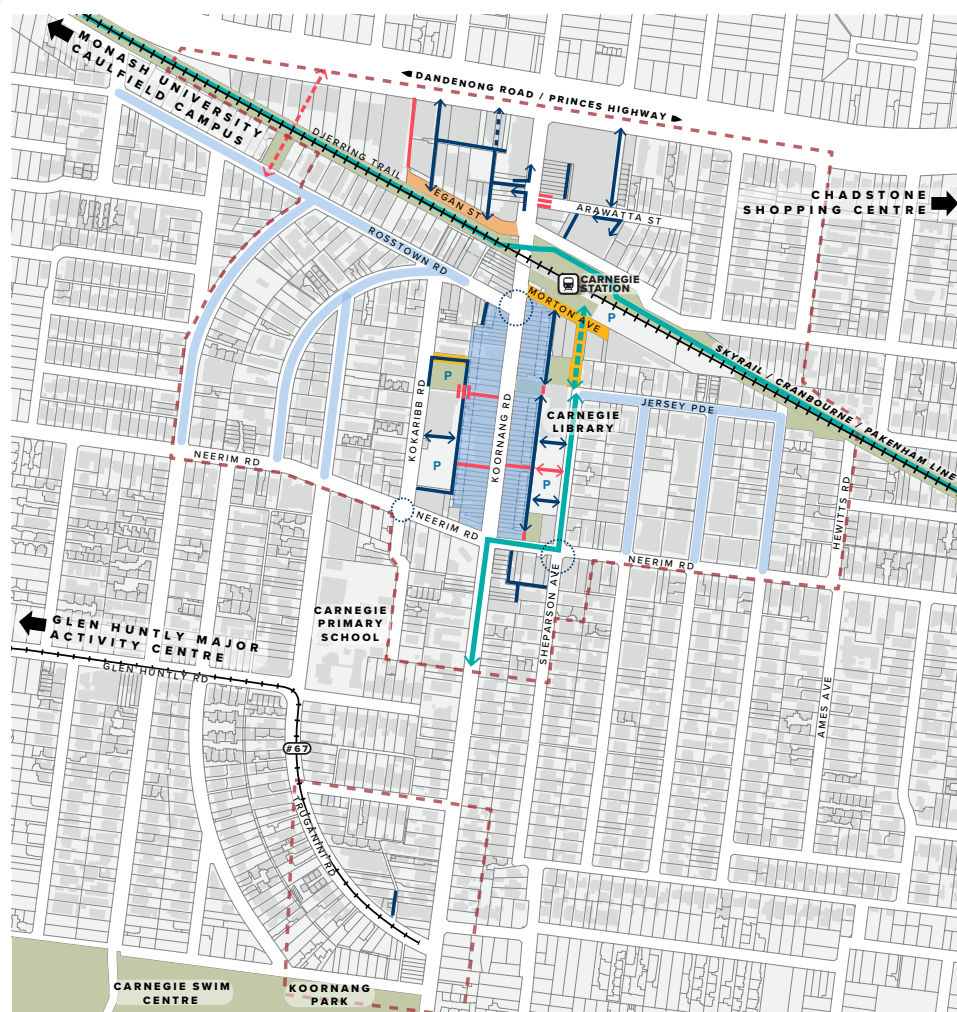 MONASH UNIVERSITY
CAULFIELD CAMPUS
DANDENONG ROAD / PRINCES HIGHWAY
DJERRING TRAIL
EGAN ST
CHADSTONE
SHOPPING CENTRE
ARAWATTA ST
ROSSTOWN RD
CARNEGIE
STATION
MORTON AVE
P
SKYRAIL / CRANBOURNE / PAKENHAM LINE
P
KOKARIBB RD
KOORNANG RD
JERSEY PDE
CARNEGIE
LIBRARY
NEERIM RD
P
P
HEWITTS RD
NEERIM RD
NEERIM RD
SHEPARSON AVE
CARNEGIE
PRIMARY
SCHOOL
GLEN HUNTLY MAJOR
ACTIVITY CENTRE
GLEN HUNTLY RD
AMES AVE
#67
TRUGANINI RD
CARNEGIE SWIM
CENTRE
KOORNANG
PARK